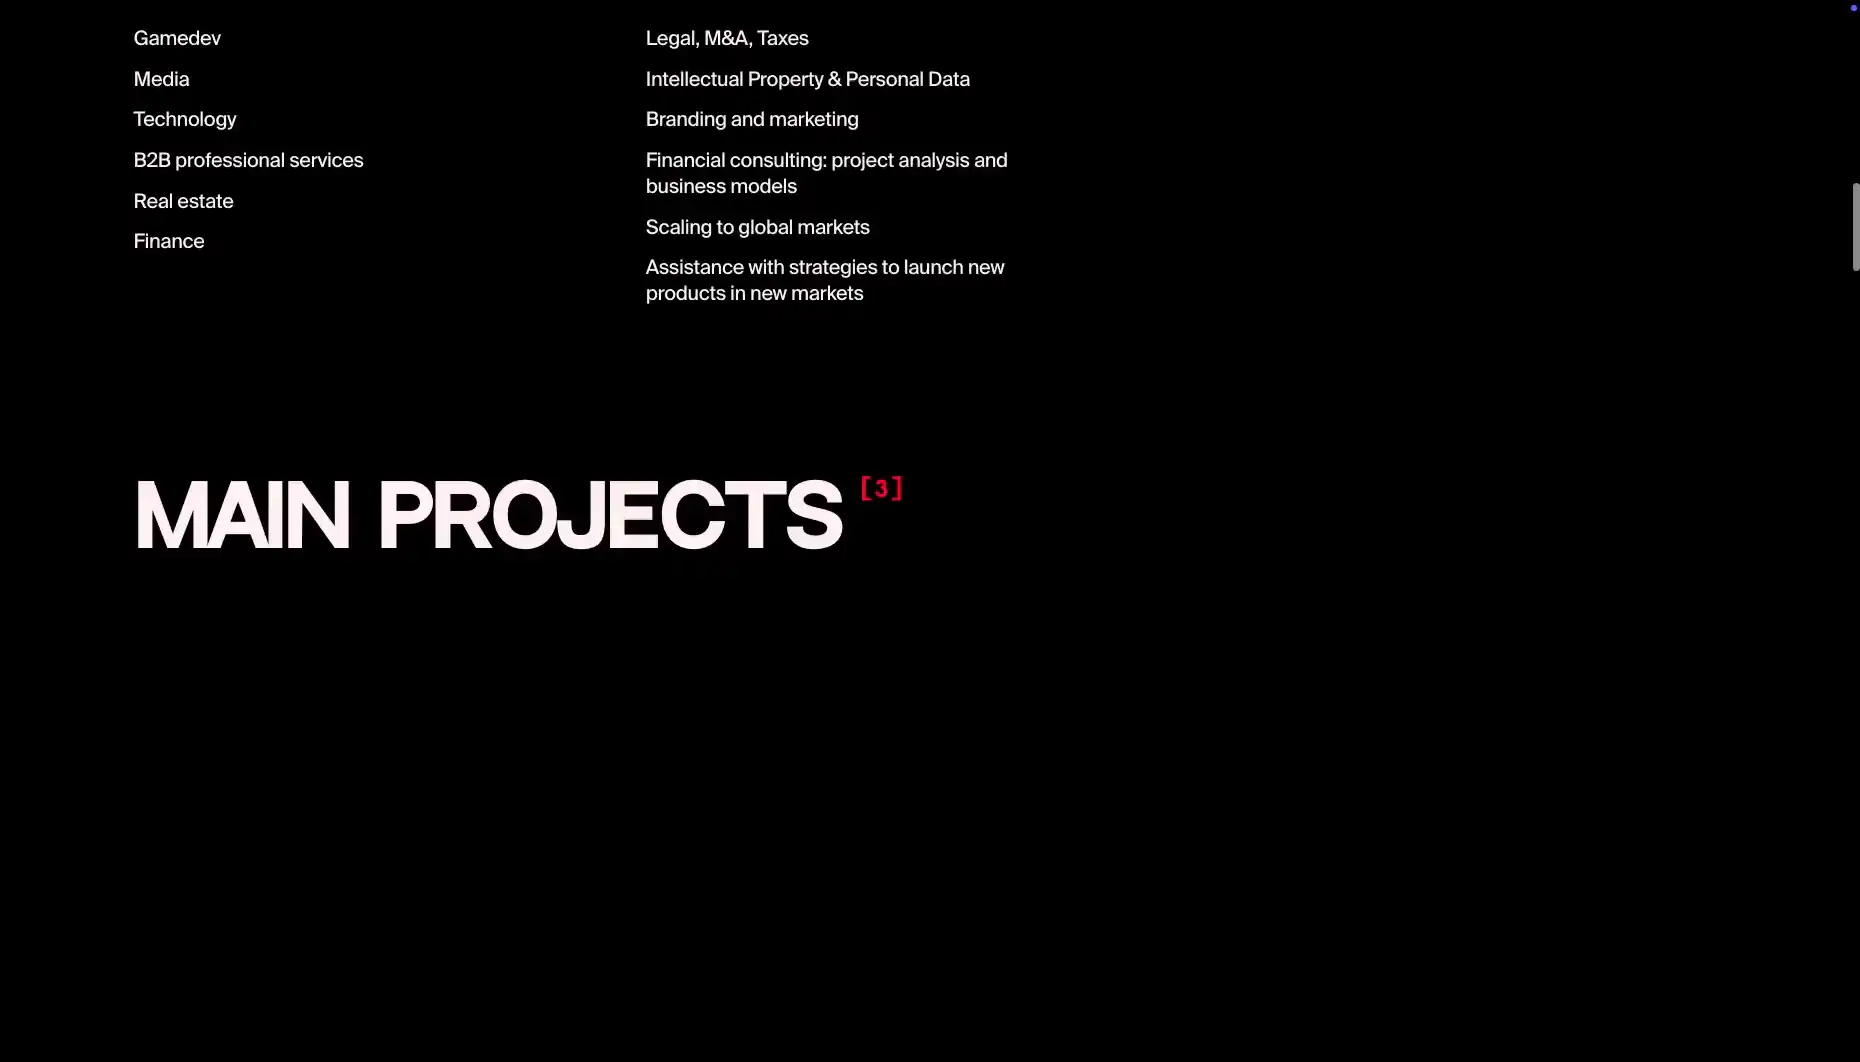 Gamedev
Media
Technology
B2B professional services
Real estate
Finance
Legal, M&A, Taxes
Intellectual Property & Personal Data
Branding and marketing
Financial consulting: project analysis and
business models
Scaling to global markets
Assistance with strategies to launch new
products in new markets
MAIN PROJECTS [3]